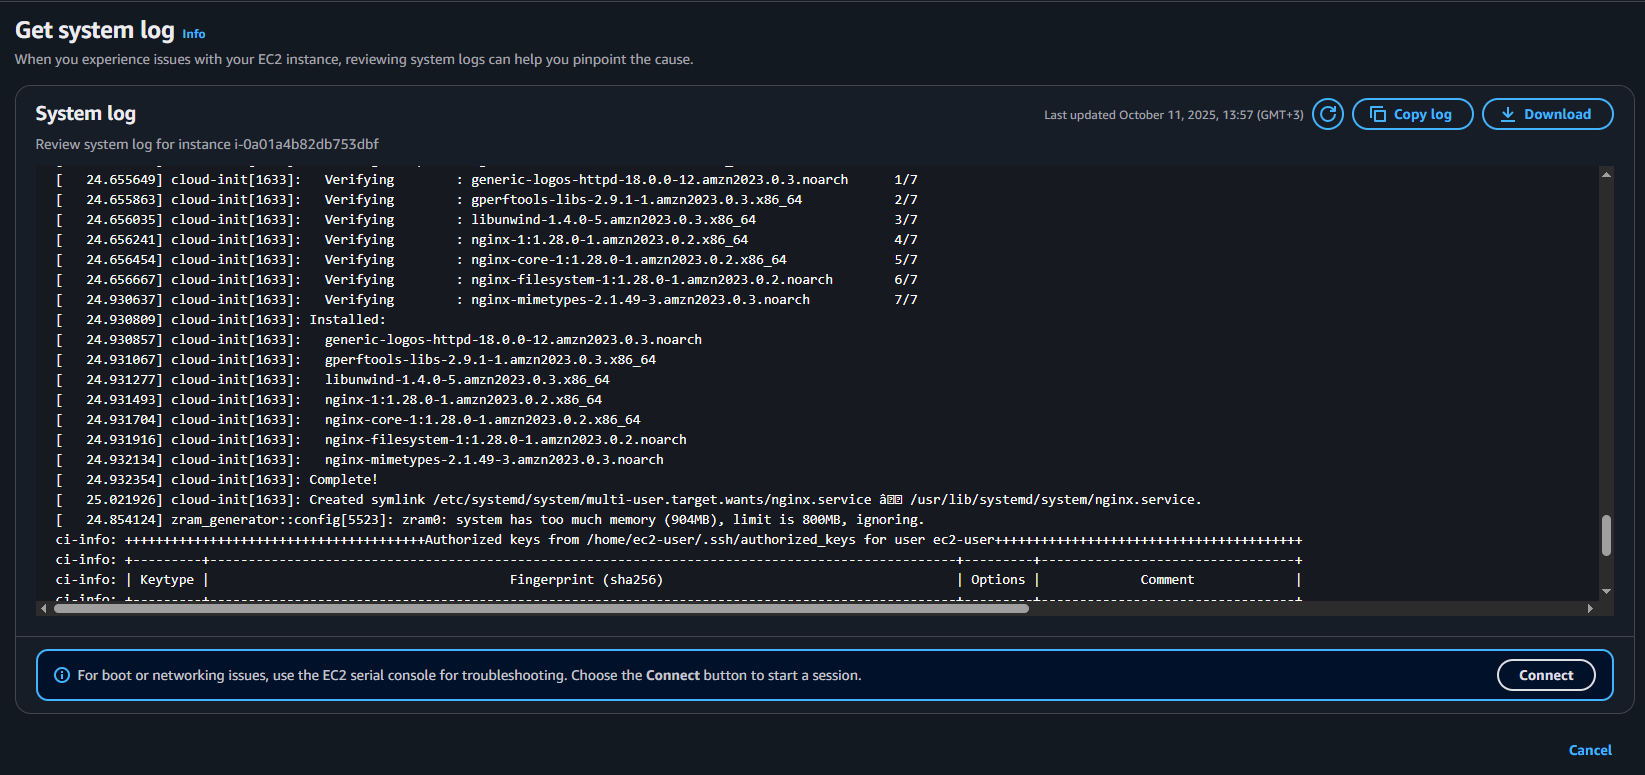 Get system log Info
When you experience issues with your EC2 instance, reviewing system logs can help you pinpoint the cause.
System log
Last updated October 11, 2025, 13:57 (GMT+3)
Copy log
Download
Review system log for instance i-0a01a4b82db753dbf
[   24.655649] cloud-init[1633]:   Verifying        : generic-logos-httpd-18.0.0-12.amzn2023.0.3.noarch      1/7
[   24.655863] cloud-init[1633]:   Verifying        : gperftools-libs-2.9.1-1.amzn2023.0.3.x86_64            2/7
[   24.656035] cloud-init[1633]:   Verifying        : libunwind-1.4.0-5.amzn2023.0.3.x86_64                  3/7
[   24.656241] cloud-init[1633]:   Verifying        : nginx-1:1.28.0-1.amzn2023.0.2.x86_64                   4/7
[   24.656454] cloud-init[1633]:   Verifying        : nginx-core-1:1.28.0-1.amzn2023.0.2.x86_64              5/7
[   24.656667] cloud-init[1633]:   Verifying        : nginx-filesystem-1:1.28.0-1.amzn2023.0.2.noarch        6/7
[   24.930637] cloud-init[1633]:   Verifying        : nginx-mimetypes-2.1.49-3.amzn2023.0.3.noarch           7/7
[   24.930809] cloud-init[1633]: Installed:
[   24.930857] cloud-init[1633]:   generic-logos-httpd-18.0.0-12.amzn2023.0.3.noarch
[   24.931067] cloud-init[1633]:   gperftools-libs-2.9.1-1.amzn2023.0.3.x86_64
[   24.931277] cloud-init[1633]:   libunwind-1.4.0-5.amzn2023.0.3.x86_64
[   24.931493] cloud-init[1633]:   nginx-1:1.28.0-1.amzn2023.0.2.x86_64
[   24.931704] cloud-init[1633]:   nginx-core-1:1.28.0-1.amzn2023.0.2.x86_64
[   24.931916] cloud-init[1633]:   nginx-filesystem-1:1.28.0-1.amzn2023.0.2.noarch
[   24.932134] cloud-init[1633]:   nginx-mimetypes-2.1.49-3.amzn2023.0.3.noarch
[   24.932354] cloud-init[1633]: Complete!
[   25.021926] cloud-init[1633]: Created symlink /etc/systemd/system/multi-user.target.wants/nginx.service â /usr/lib/systemd/system/nginx.service.
[   24.854124] zram_generator::config[5523]: zram0: system has too much memory (904MB), limit is 800MB, ignoring.
ci-info: +++++++++++++++++++++++++++++++++++++++Authorized keys from /home/ec2-user/.ssh/authorized_keys for user ec2-user++++++++++++++++++++++++++++++++++++++++
ci-info: +---------+-------------------------------------------------------------------------------------------------+---------+---------------------------------+
ci-info: | Keytype |                                       Fingerprint (sha256)                                      | Options |             Comment             |
ci-info: +---------+-------------------------------------------------------------------------------------------------+---------+---------------------------------+
For boot or networking issues, use the EC2 serial console for troubleshooting. Choose the Connect button to start a session.
Connect
Cancel